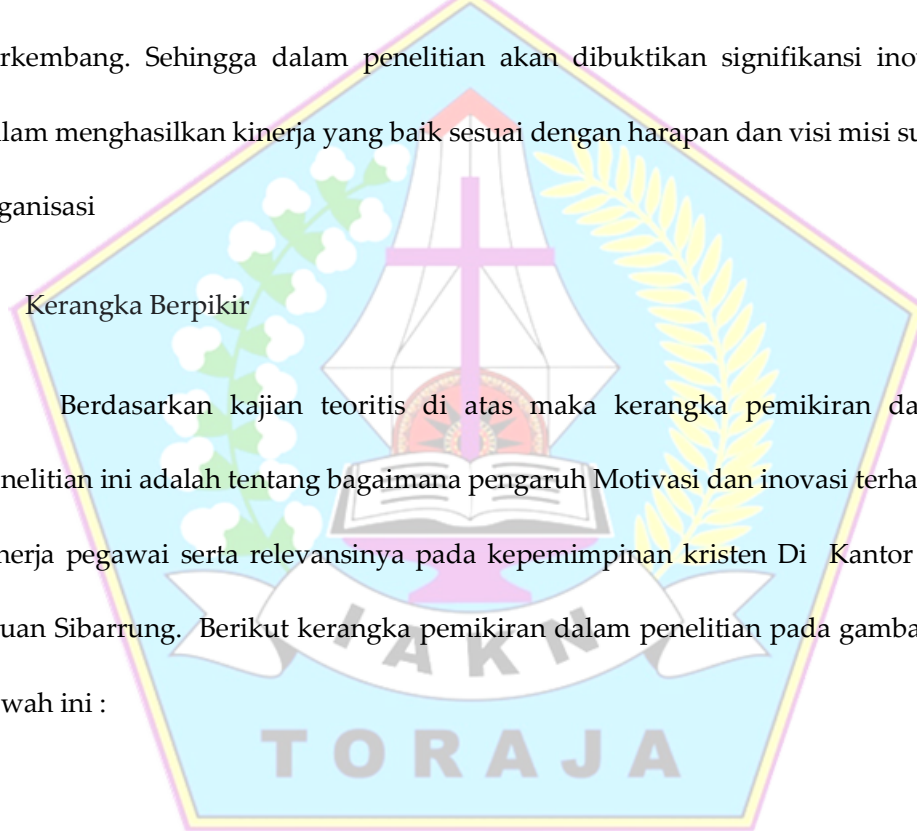 rkembang. Sehingga dalam penelitian akan dibuktikan signifikansi ino
lam menghasilkan kinerja yang baik sesuai dengan harapan dan visi misi su
ganisasi
Kerangka Berpikir
Berdasarkan kajian teoritis di atas maka kerangka pemikiran da
nelitian ini adalah tentang bagaimana pengaruh Motivasi dan inovasi terha
nerja pegawai serta relevansinya pada kepemimpinan kristen Di Kantor
uan Sibarrung. Berikut kerangka pemikiran dalam penelitian pada gamba
wah ini :
IAKN
TORAJA